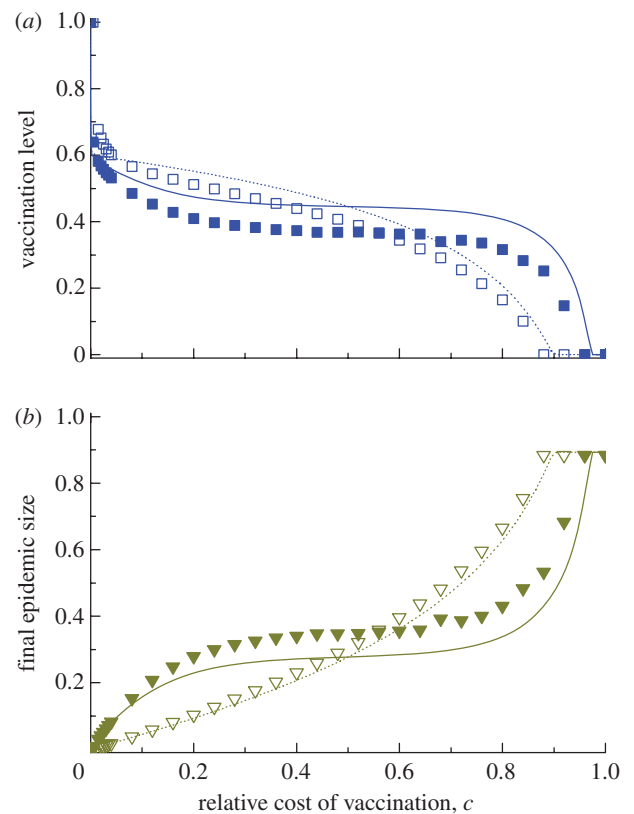 (a)
1.0
0.8
0.6
0.4
0.2
0
vaccination level
(b)
1.0
0.8
0.6
0.4
0.2
final epidemic size
0 0.2 0.4 0.6 0.8 1.0
relative cost of vaccination, c